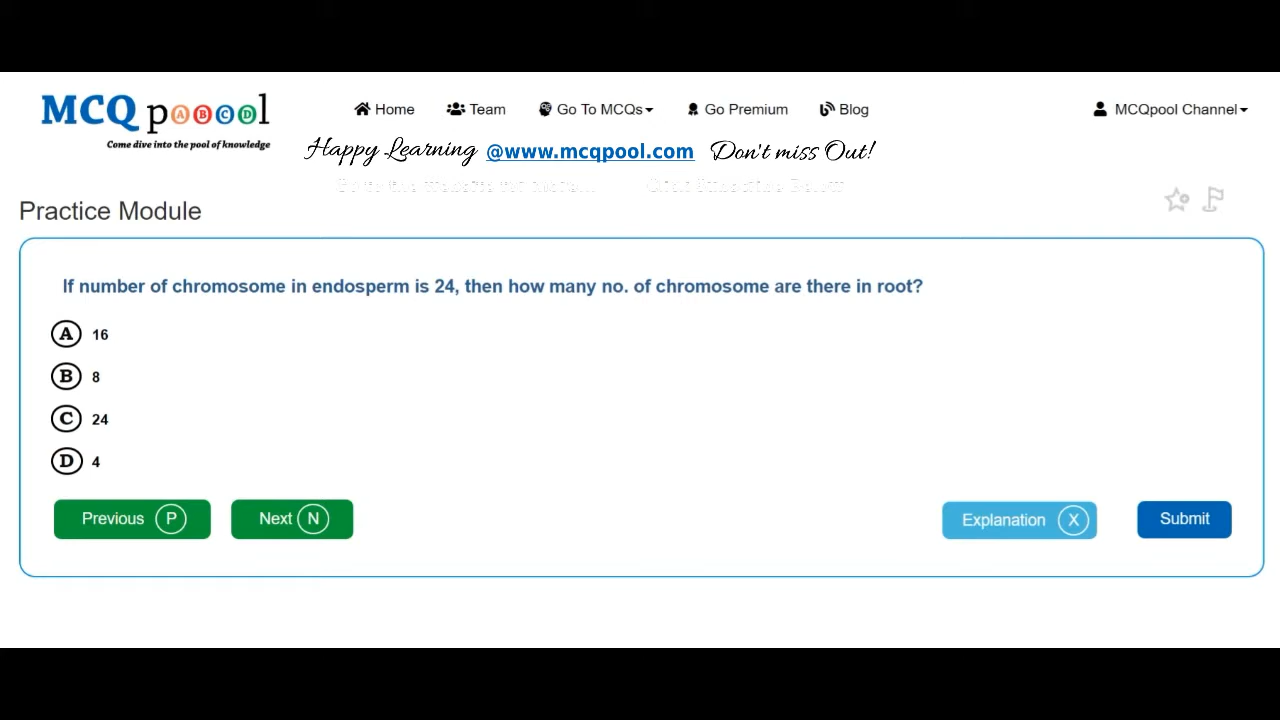 MCQ pooool
Come dive into the pool of knowledge
Home Team Go To MCQs Go Premium Blog MCQpool Channel
Happy Learning @www.mcqpool.com Don't miss Out!
Practice Module
If number of chromosome in endosperm is 24, then how many no. of chromosome are there in root?
A 16
B 8
C 24
D 4
Previous P Next N Explanation X Submit